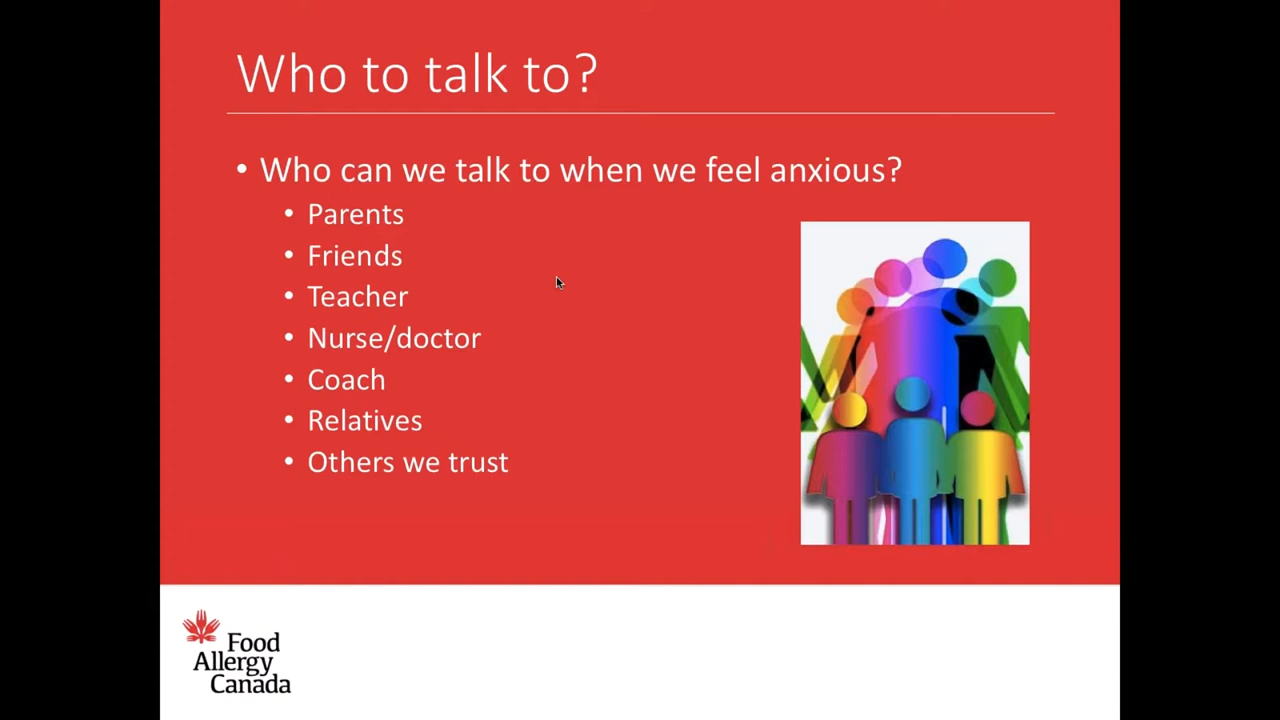 Who to talk to?
• Who can we talk to when we feel anxious?
• Parents
• Friends
• Teacher
• Nurse/doctor
• Coach
• Relatives
• Others we trust
Food
Allergy
Canada